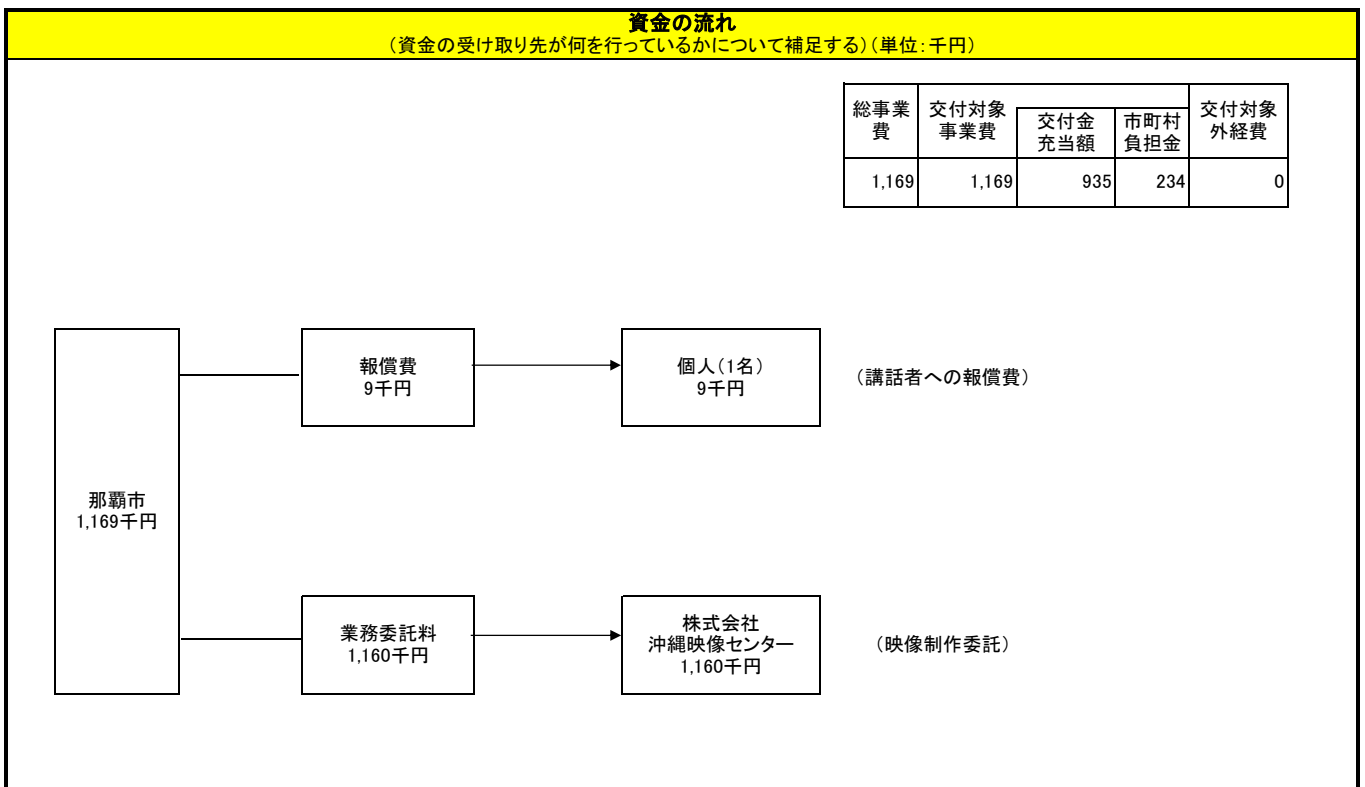 資金の流れ
（資金の受け取り先が何を行っているかについて補足する）（単位：千円）
総事業費
交付対象事業費
交付金充当額
市町村負担金
交付対象外経費
1,169 1,169 935 234 0
報償費
9千円
個人（1名）
9千円
（講話者への報償費）
那覇市
1,169千円
業務委託料
1,160千円
株式会社
沖縄映像センター
1,160千円
（映像制作委託）